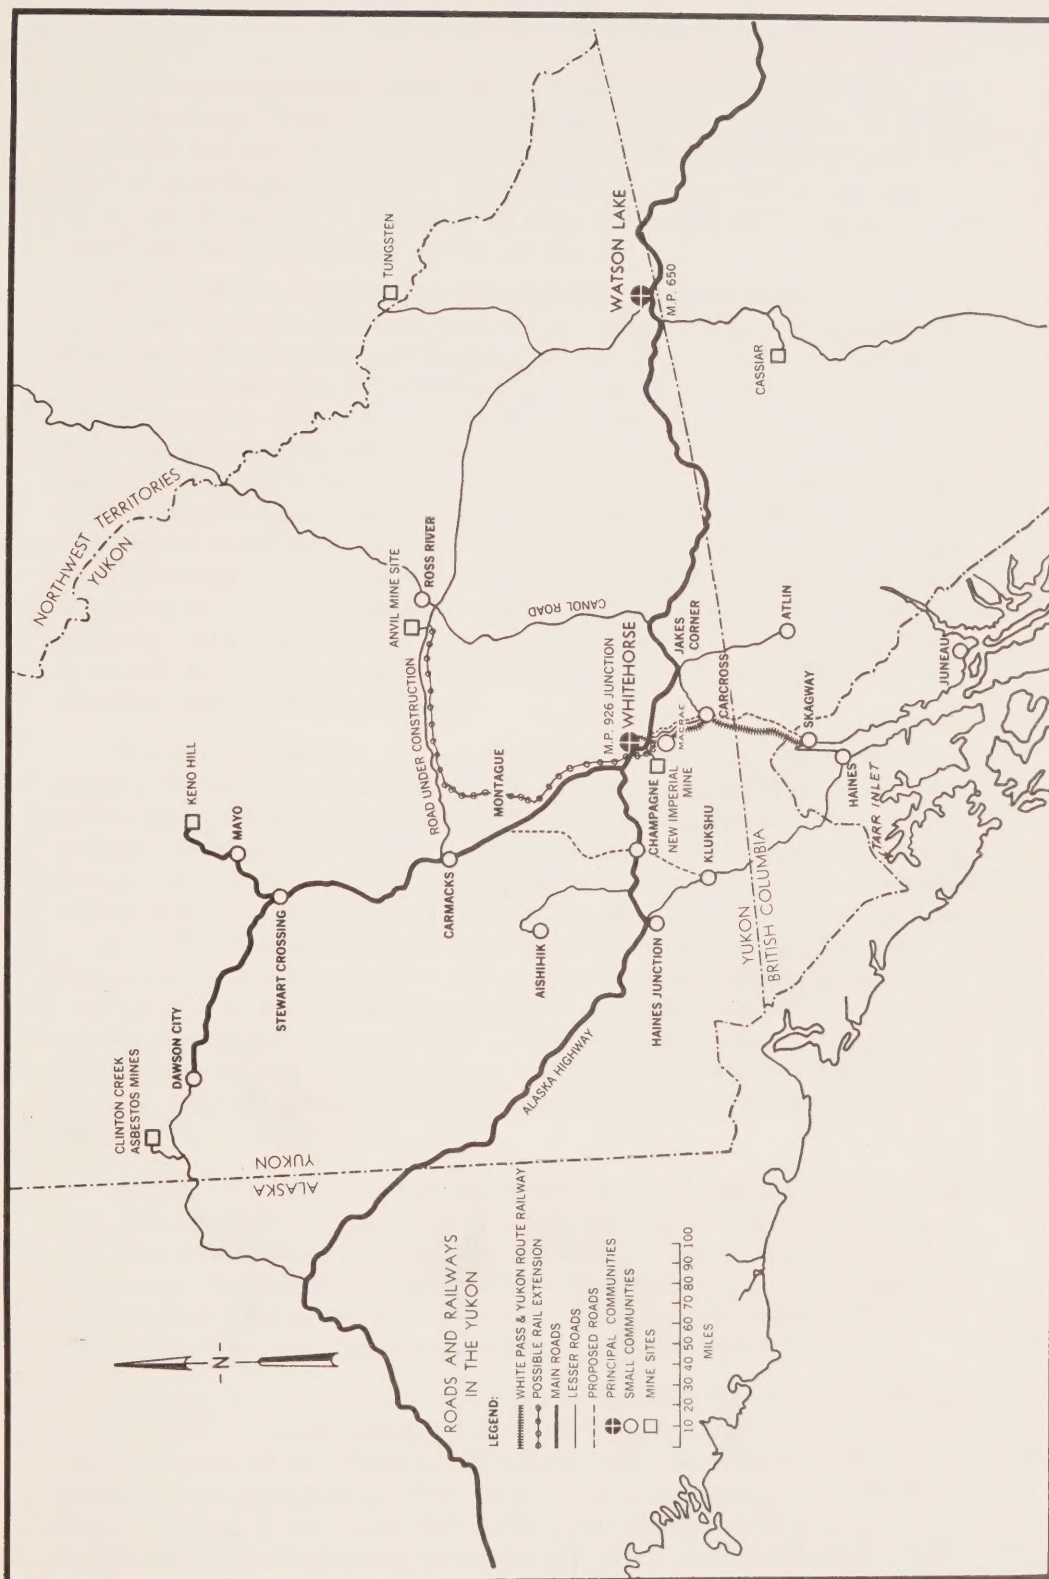 ROADS AND RAILWAYS
IN THE YUKON
LEGEND:
WHITE PASS & YUKON ROUTE RAILWAY
POSSIBLE RAIL EXTENSION
MAIN ROADS
LESSER ROADS
PROPOSED ROADS
PRINCIPAL COMMUNITIES
SMALL COMMUNITIES
MINE SITES
10 20 30 40 50 60 70 80 90 100
MILES
-N-
CLINTON CREEK
ASBESTOS MINES
DAWSON CITY
ALASKA
YUKON
ALASKA HIGHWAY
STEWART CROSSING
MAYO
KENO HILL
CARMACKS
AISHIHIK
HAINES JUNCTION
YUKON
BRITISH COLUMBIA
ROAD UNDER CONSTRUCTION
MONTAGUE
CHAMPAGNE
NEW IMPERIAL
MINE
KLUKSHU
M.P. 926 JUNCTION
WHITEHORSE
MACRAE
JAKES
CORNER
CARCROSS
SKAGWAY
HAINES
TARR INLET
JUNEAU
ATLIN
CANOL ROAD
ANVIL MINE SITE
ROSS RIVER
NORTHWEST TERRITORIES
YUKON
TUNGSTEN
WATSON LAKE
M.P. 650
CASSIAR